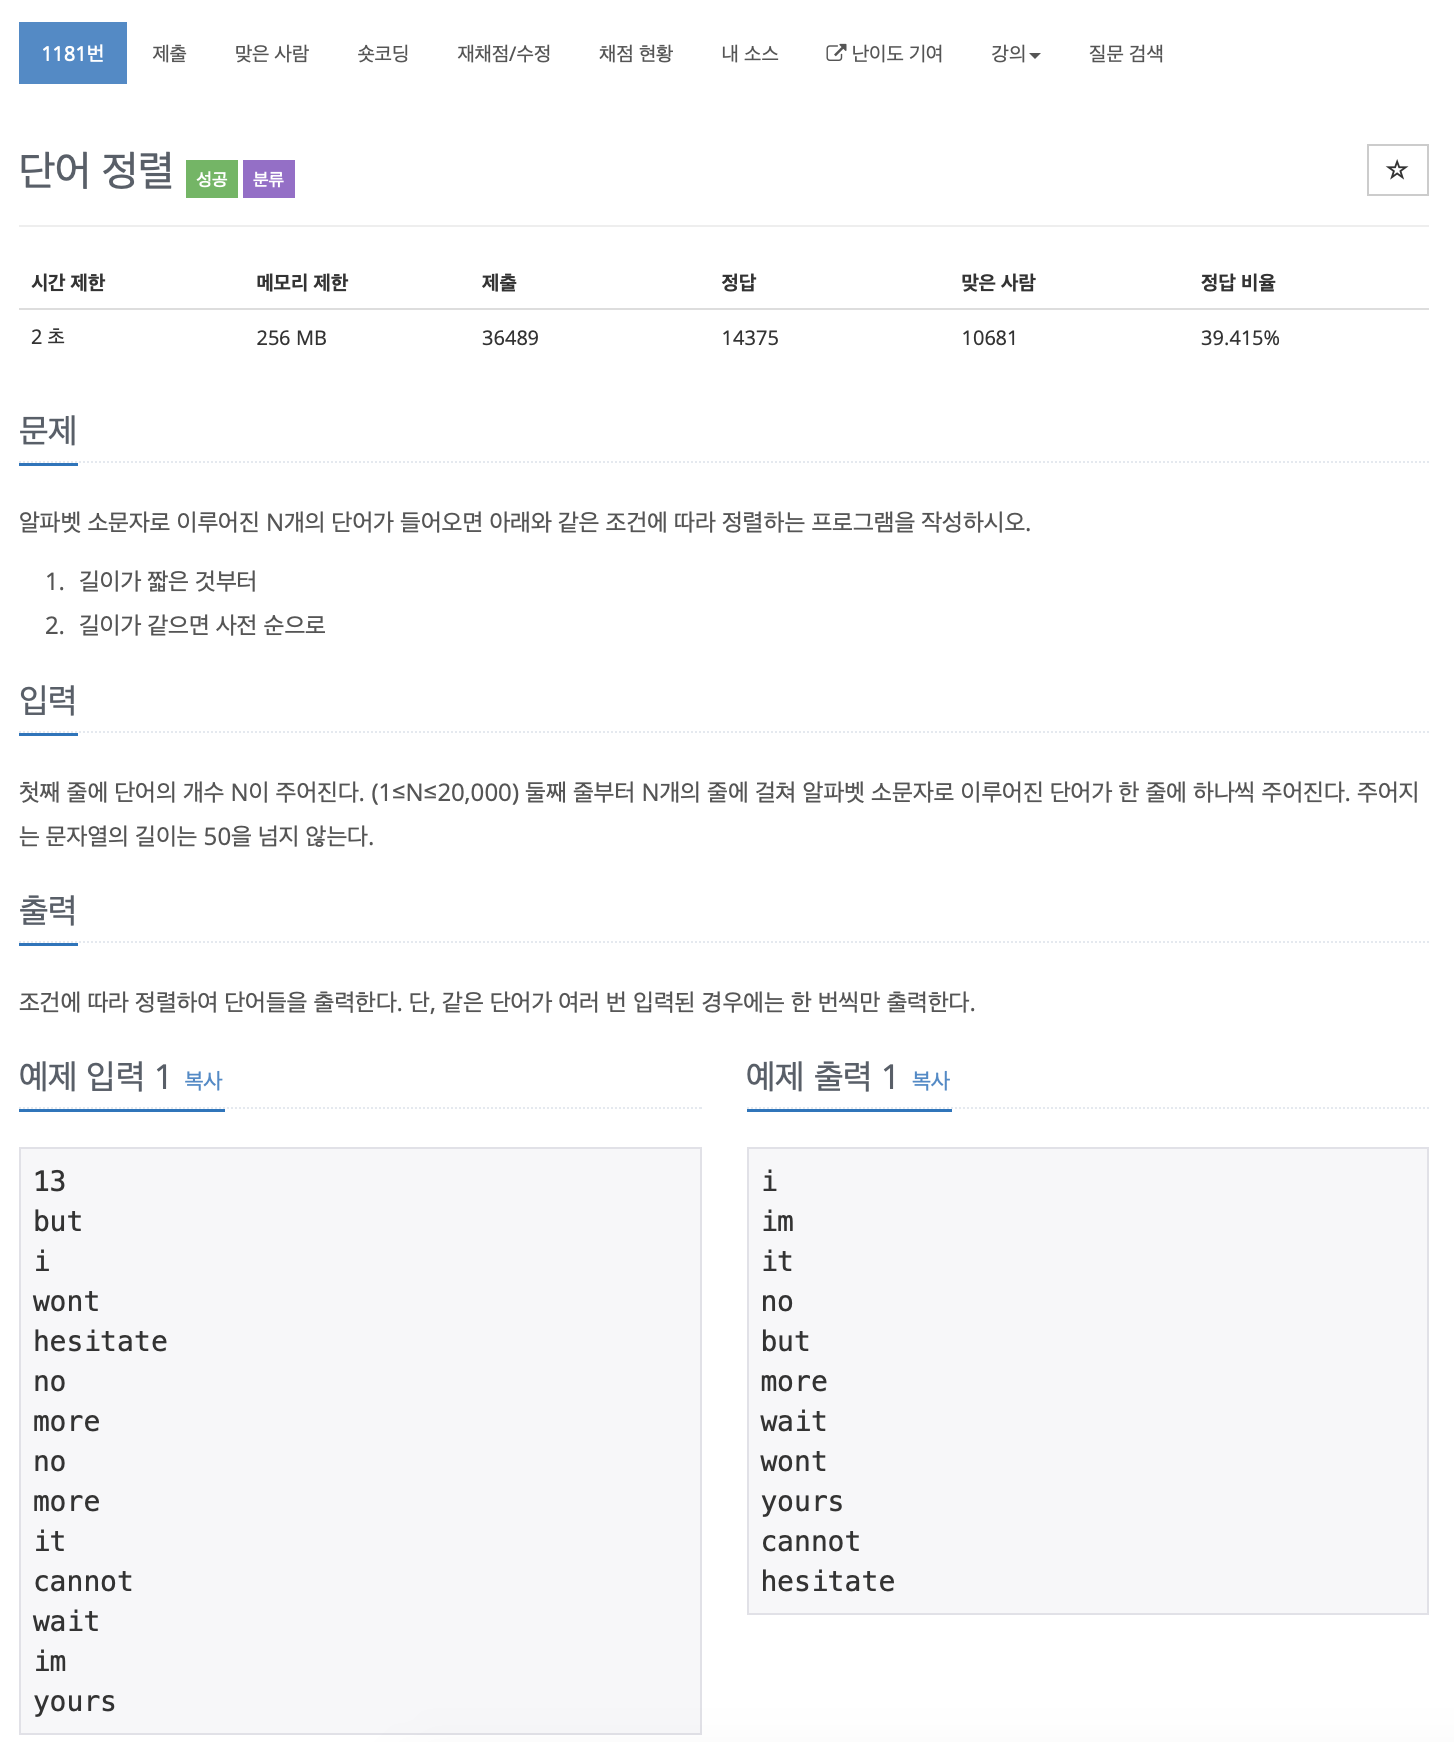 1181번 제출 맞은 사람 숏코딩 재채점/수정 채점 현황 내 소스 난이도 기여 강의 질문 검색
단어 정렬 성공 분류
시간 제한 메모리 제한 제출 정답 맞은 사람 정답 비율
2 초 256 MB 36489 14375 10681 39.415%
문제
알파벳 소문자로 이루어진 N개의 단어가 들어오면 아래와 같은 조건에 따라 정렬하는 프로그램을 작성하시오.
1. 길이가 짧은 것부터
2. 길이가 같으면 사전 순으로
입력
첫째 줄에 단어의 개수 N이 주어진다. (1≤N≤20,000) 둘째 줄부터 N개의 줄에 걸쳐 알파벳 소문자로 이루어진 단어가 한 줄에 하나씩 주어진다. 주어지
는 문자열의 길이는 50을 넘지 않는다.
출력
조건에 따라 정렬하여 단어들을 출력한다. 단, 같은 단어가 여러 번 입력된 경우에는 한 번씩만 출력한다.
예제 입력 1 복사
13
but
i
wont
hesitate
no
more
no
more
it
cannot
wait
im
yours
예제 출력 1 복사
i
im
it
no
but
more
wait
wont
yours
cannot
hesitate